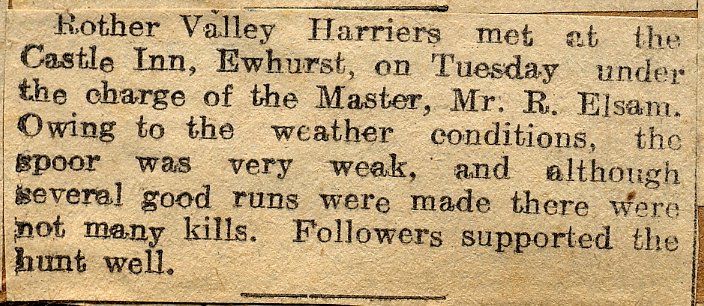 Rother Valley Harriers met at the
Castle Inn, Ewhurst, on Tuesday under
the charge of the Master, Mr. R. Elsam.
Owing to the weather conditions, the
spoor was very weak, and although
several good runs were made there were
not many kills. Followers supported the
hunt well.